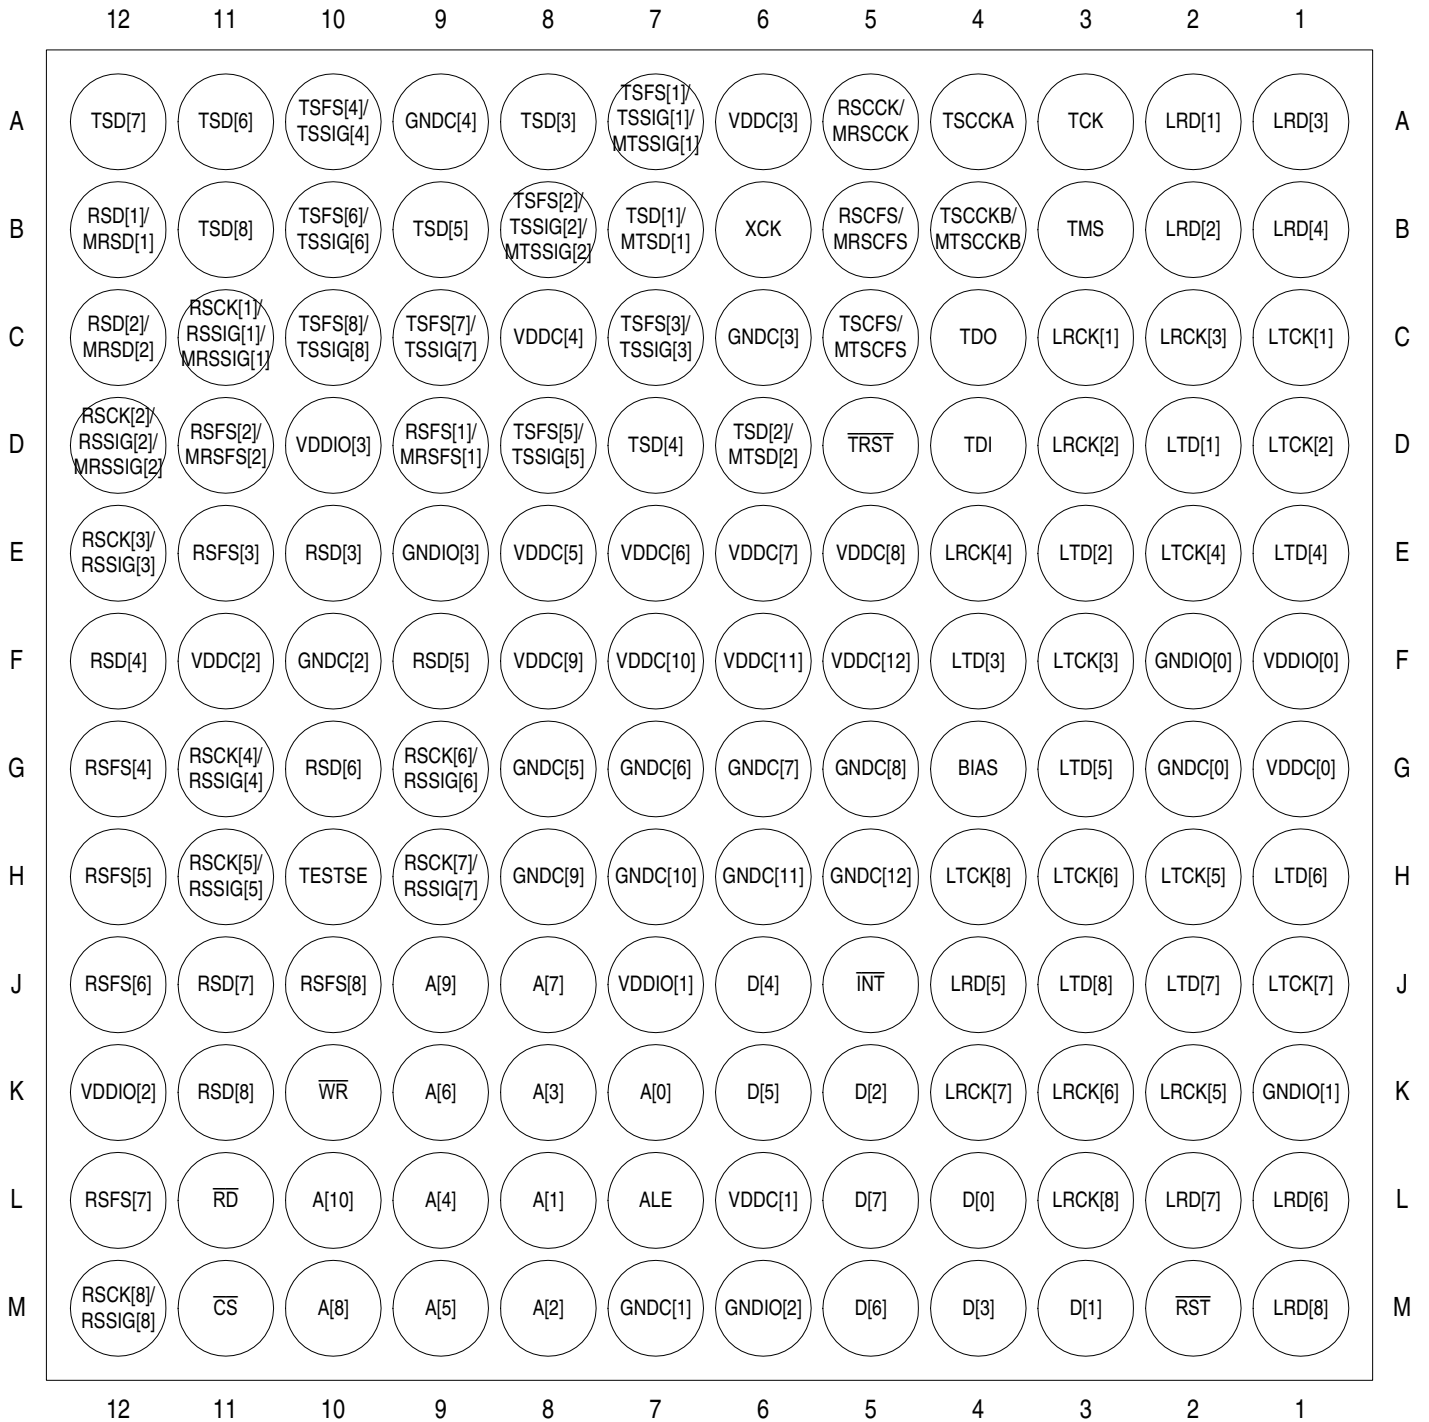 12 11 10 9 8 7 6 5 4 3 2 1
A TSD[7] TSD[6] TSFS[4]/ TSSIG[4] GNDC[4] TSD[3] TSFS[1]/ TSSIG[1]/ MTSSIG[1] VDDC[3] RSCCK/ MRSCCK TSCCKA TCK LRD[1] LRD[3] A
B RSD[1]/ MRSD[1] TSD[8] TSFS[6]/ TSSIG[6] TSD[5] TSFS[2]/ TSSIG[2]/ MTSSIG[2] TSD[1]/ MTSD[1] XCK RSCFS/ MRSCFS TSCCKB/ MTSCCKB TMS LRD[2] LRD[4] B
C RSD[2]/ MRSD[2] RSCK[1]/ RSSIG[1]/ MRSSIG[1] TSFS[8]/ TSSIG[8] TSFS[7]/ TSSIG[7] VDDC[4] TSFS[3]/ TSSIG[3] GNDC[3] TSCFS/ MTSCFS TDO LRCK[1] LRCK[3] LTCK[1] C
D RSCK[2]/ RSSIG[2]/ MRSSIG[2] RSFS[2]/ MRSFS[2] VDDIO[3] RSFS[1]/ MRSFS[1] TSFS[5]/ TSSIG[5] TSD[4] TSD[2]/ MTSD[2] TRST TDI LRCK[2] LTD[1] LTCK[2] D
E RSCK[3]/ RSSIG[3] RSFS[3] RSD[3] GNDIO[3] VDDC[5] VDDC[6] VDDC[7] VDDC[8] LRCK[4] LTD[2] LTCK[4] LTD[4] E
F RSD[4] VDDC[2] GNDC[2] RSD[5] VDDC[9] VDDC[10] VDDC[11] VDDC[12] LTD[3] LTCK[3] GNDIO[0] VDDIO[0] F
G RSFS[4] RSCK[4]/ RSSIG[4] RSD[6] RSCK[6]/ RSSIG[6] GNDC[5] GNDC[6] GNDC[7] GNDC[8] BIAS LTD[5] GNDC[0] VDDC[0] G
H RSFS[5] RSCK[5]/ RSSIG[5] TESTSE RSCK[7]/ RSSIG[7] GNDC[9] GNDC[10] GNDC[11] GNDC[12] LTCK[8] LTCK[6] LTCK[5] LTD[6] H
J RSFS[6] RSD[7] RSFS[8] A[9] A[7] VDDIO[1] D[4] INT LRD[5] LTD[8] LTD[7] LTCK[7] J
K VDDIO[2] RSD[8] WR A[6] A[3] A[0] D[5] D[2] LRCK[7] LRCK[6] LRCK[5] GNDIO[1] K
L RSFS[7] RD A[10] A[4] A[1] ALE VDDC[1] D[7] D[0] LRCK[8] LRD[7] LRD[6] L
M RSCK[8]/ RSSIG[8] CS A[8] A[5] A[2] GNDC[1] GNDIO[2] D[6] D[3] D[1] RST LRD[8] M
12 11 10 9 8 7 6 5 4 3 2 1